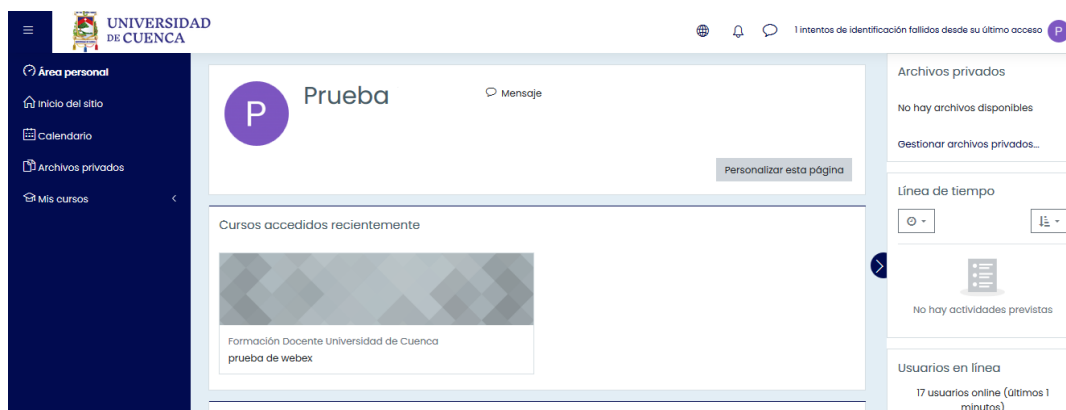 UNIVERSIDAD
DE CUENCA
1 intentos de identificación fallidos desde su último acceso
P
Área personal
Inicio del sitio
Calendario
Archivos privados
Mis cursos
P
Prueba
Mensaje
Personalizar esta página
Cursos accedidos recientemente
Formación Docente Universidad de Cuenca
prueba de webex
Archivos privados
No hay archivos disponibles
Gestionar archivos privados...
Línea de tiempo
No hay actividades previstas
Usuarios en línea
17 usuarios online (últimos 1
minutos)